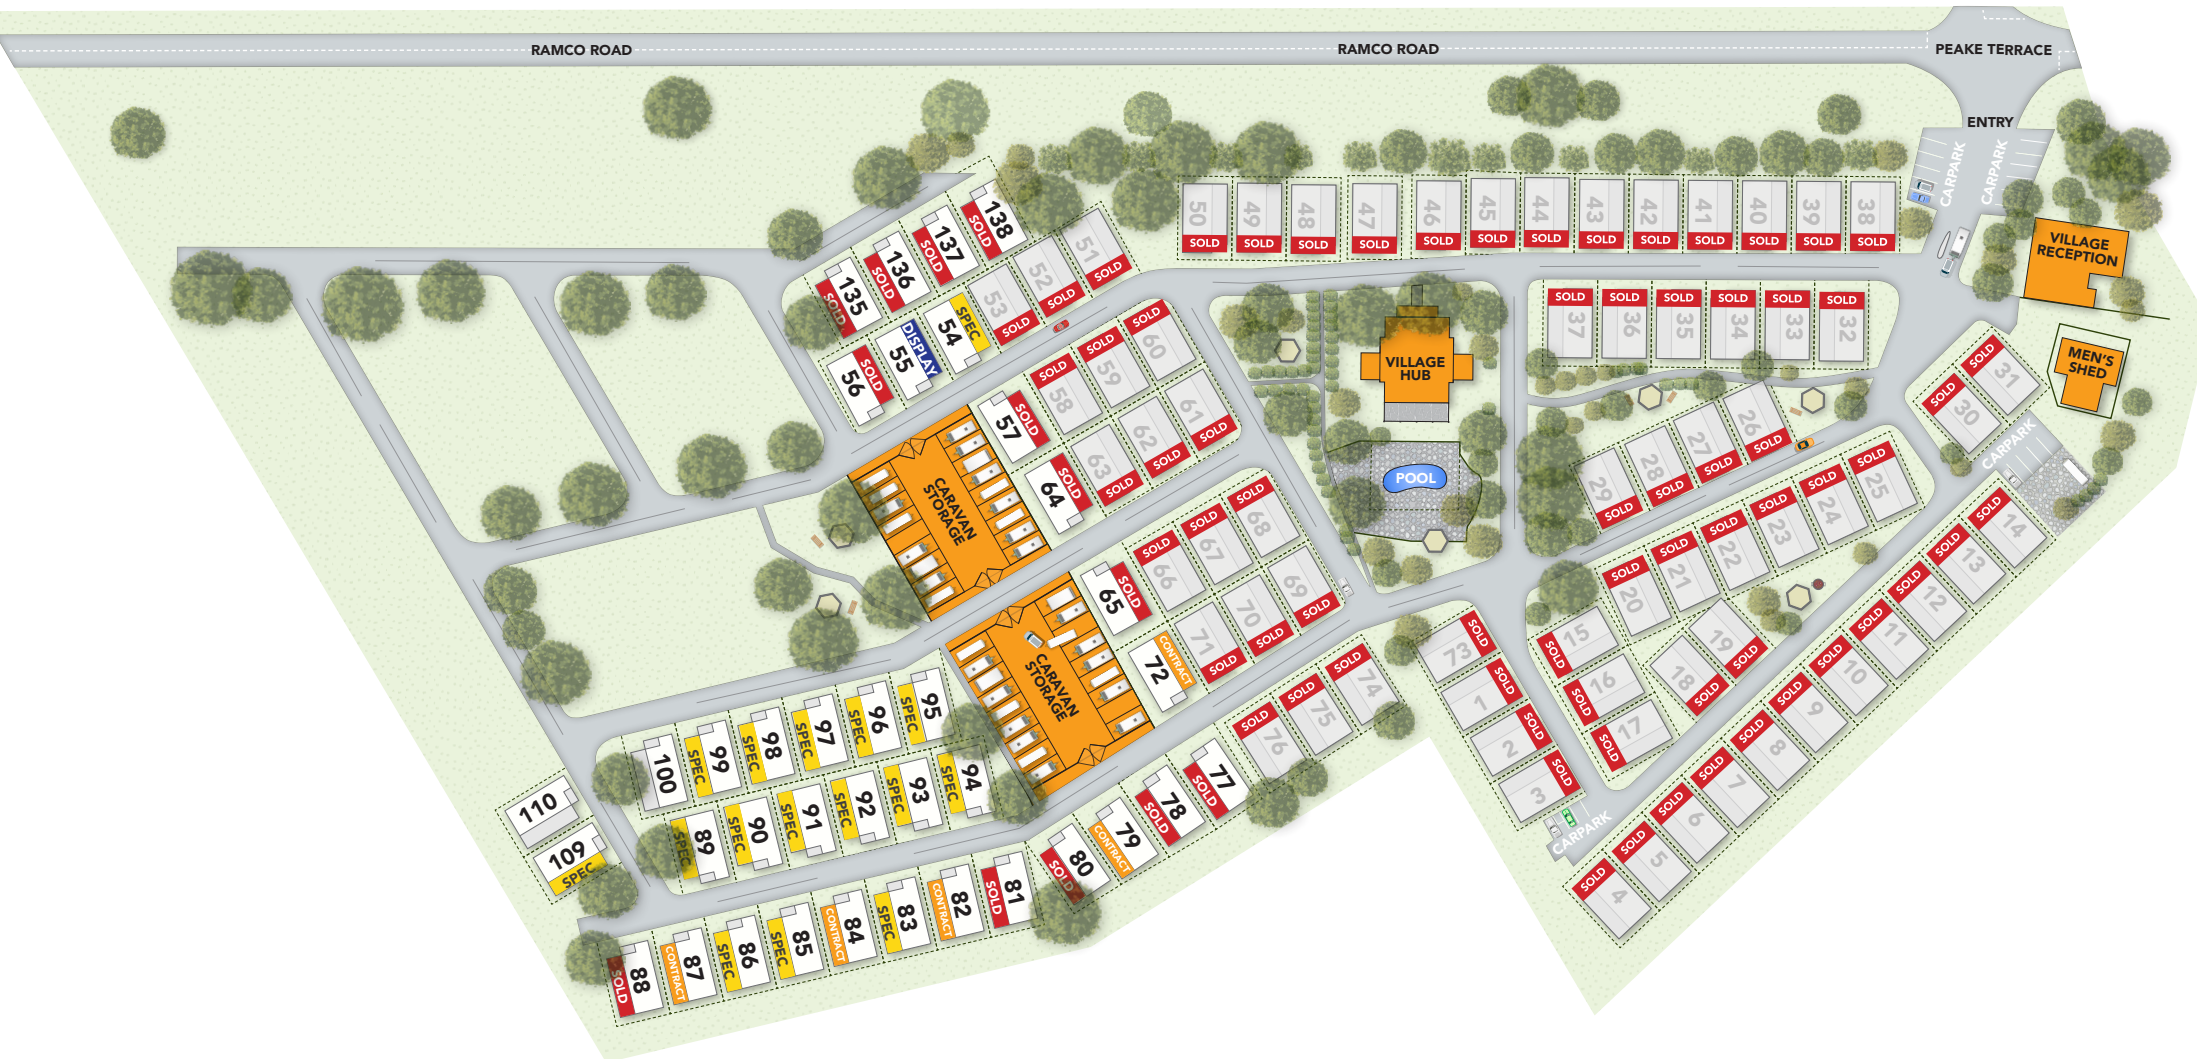 RAMCO ROAD
RAMCO ROAD
PEAKE TERRACE
ENTRY
CARPARK
CARPARK
VILLAGE
RECEPTION
MEN'S
SHED
138
SOLD
137
SOLD
136
SOLD
135
SOLD
50
SOLD
49
SOLD
48
SOLD
47
SOLD
46
SOLD
45
SOLD
44
SOLD
43
SOLD
42
SOLD
41
SOLD
40
SOLD
39
SOLD
38
SOLD
51
SOLD
52
SOLD
53
SOLD
54
SPEC
55
DISPLAY
56
SOLD
SOLD
37
SOLD
36
SOLD
35
SOLD
34
SOLD
33
SOLD
32
VILLAGE
HUB
POOL
SOLD
60
SOLD
59
SOLD
58
57
SOLD
61
SOLD
62
SOLD
63
SOLD
64
SOLD
CARAVAN
STORAGE
SOLD
31
SOLD
30
CARPARK
26
SOLD
27
SOLD
28
SOLD
29
SOLD
SOLD
25
SOLD
24
SOLD
23
SOLD
22
SOLD
21
SOLD
20
SOLD
68
SOLD
67
SOLD
66
65
SOLD
69
SOLD
70
SOLD
71
SOLD
72
CONTRACT
CARAVAN
STORAGE
SOLD
14
SOLD
13
SOLD
12
SOLD
11
SOLD
10
SOLD
9
SOLD
8
SOLD
7
SOLD
6
SOLD
5
SOLD
4
15
SOLD
16
SOLD
17
SOLD
18
SOLD
19
SOLD
73
SOLD
1
SOLD
2
SOLD
3
SOLD
CARPARK
SOLD
74
SOLD
75
SOLD
76
77
SOLD
78
SOLD
79
CONTRACT
80
SOLD
81
SOLD
82
CONTRACT
83
SPEC
84
CONTRACT
85
SPEC
86
SPEC
87
CONTRACT
88
SOLD
95
SPEC
96
SPEC
97
SPEC
98
SPEC
99
SPEC
100
94
SPEC
93
SPEC
92
SPEC
91
SPEC
90
SPEC
89
SPEC
110
109
SPEC